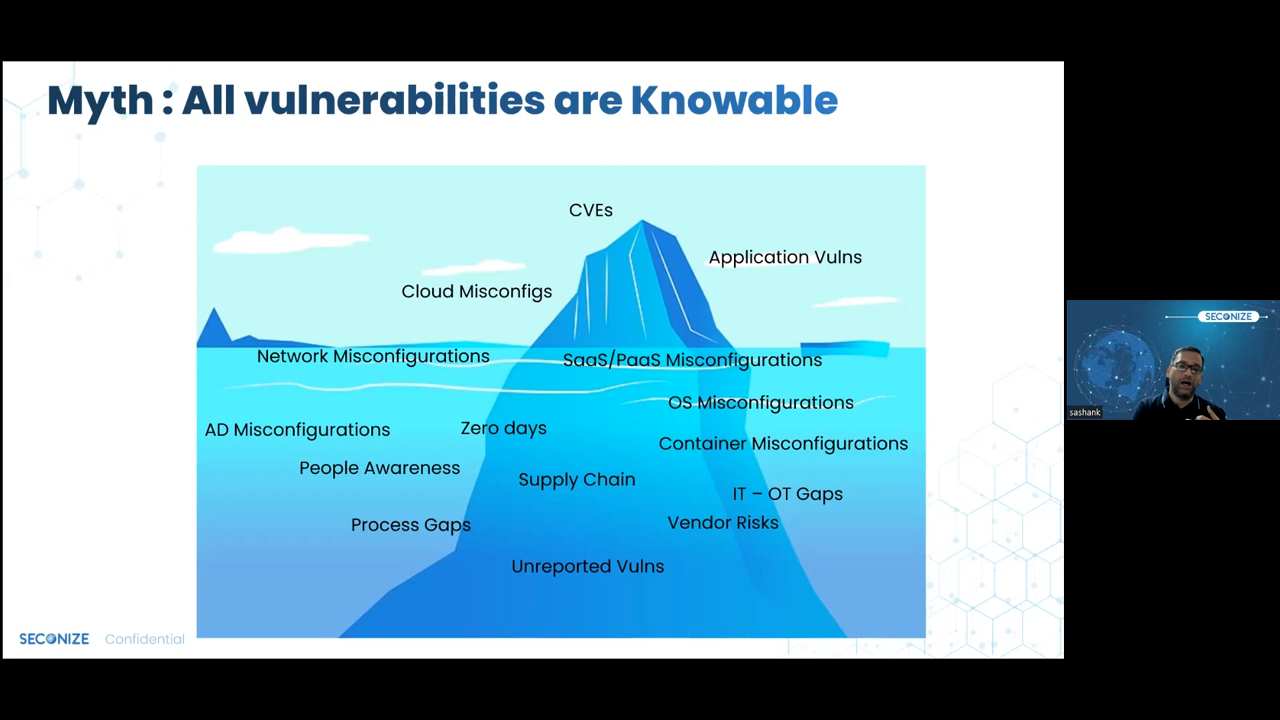 Myth : All vulnerabilities are Knowable
CVEs
Application Vulns
Cloud Misconfigs
Network Misconfigurations
SaaS/PaaS Misconfigurations
OS Misconfigurations
AD Misconfigurations
Zero days
Container Misconfigurations
People Awareness
Supply Chain
IT – OT Gaps
Process Gaps
Vendor Risks
Unreported Vulns
SECONIZE Confidential
SECONIZE
sashank